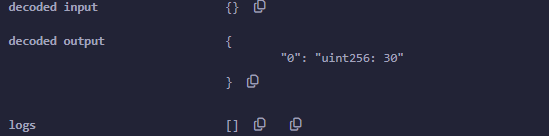 decoded input {}
decoded output {
"0": "uint256: 30"
}
logs []